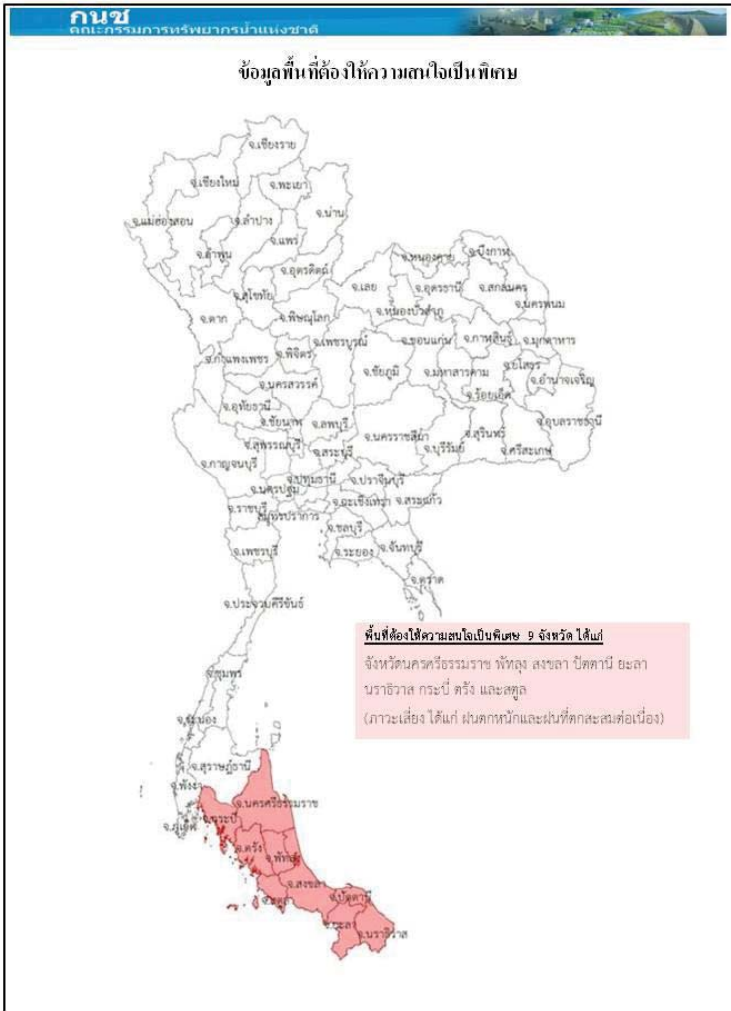 กนช
คณะกรรมการทรัพยากรน้ำแห่งชาติ
ข้อมูลพื้นที่ต้องให้ความสนใจเป็นพิเศษ
จ.เชียงราย
จ.เชียงใหม่
จ.พะเยา
จ.น่าน
จ.แม่ฮ่องสอน
จ.ลำปาง
จ.แพร่
จ.ลำพูน
จ.อุตรดิตถ์
จ.หนองคาย
จ.บึงกาฬ
จ.เลย
จ.อุดรธานี
จ.สกลนคร
จ.นครพนม
จ.สุโขทัย
จ.ตาก
จ.พิษณุโลก
จ.หนองบัวลำภู
จ.เพชรบูรณ์
จ.ขอนแก่น
จ.กาฬสินธุ์
จ.มุกดาหาร
จ.กำแพงเพชร
จ.พิจิตร
จ.ชัยภูมิ
จ.มหาสารคาม
จ.ยโสธร
จ.อำนาจเจริญ
จ.นครสวรรค์
จ.ร้อยเอ็ด
จ.อุทัยธานี
จ.ชัยนาท
จ.ลพบุรี
จ.อุบลราชธานี
จ.สุพรรณบุรี
จ.สระบุรี
จ.นครราชสีมา
จ.บุรีรัมย์
จ.สุรินทร์
จ.ศรีสะเกษ
จ.กาญจนบุรี
จ.ปทุมธานี
จ.ปราจีนบุรี
จ.นครปฐม
จ.ฉะเชิงเทรา
จ.สระแก้ว
จ.ราชบุรี
สมุทรปราการ
จ.ชลบุรี
จ.เพชรบุรี
จ.ระยอง
จ.จันทบุรี
จ.ตราด
จ.ประจวบคีรีขันธ์
พื้นที่ต้องให้ความสนใจเป็นพิเศษ 9 จังหวัด ได้แก่
จังหวัดนครศรีธรรมราช พัทลุง สงขลา ปัตตานี ยะลา
นราธิวาส กระบี่ ตรัง และสตูล
(ภาวะเสี่ยง ได้แก่ ฝนตกหนักและฝนที่ตกสะสมต่อเนื่อง)
จ.ชุมพร
จ.ระนอง
จ.สุราษฎ์ธานี
จ.พังงา
จ.นครศรีธรรมราช
จ.กระบี่
จ.ภูเก็ต
จ.ตรัง
จ.พัทลุง
จ.สงขลา
จ.สตูล
จ.ปัตตานี
จ.ยะลา
จ.นราธิวาส